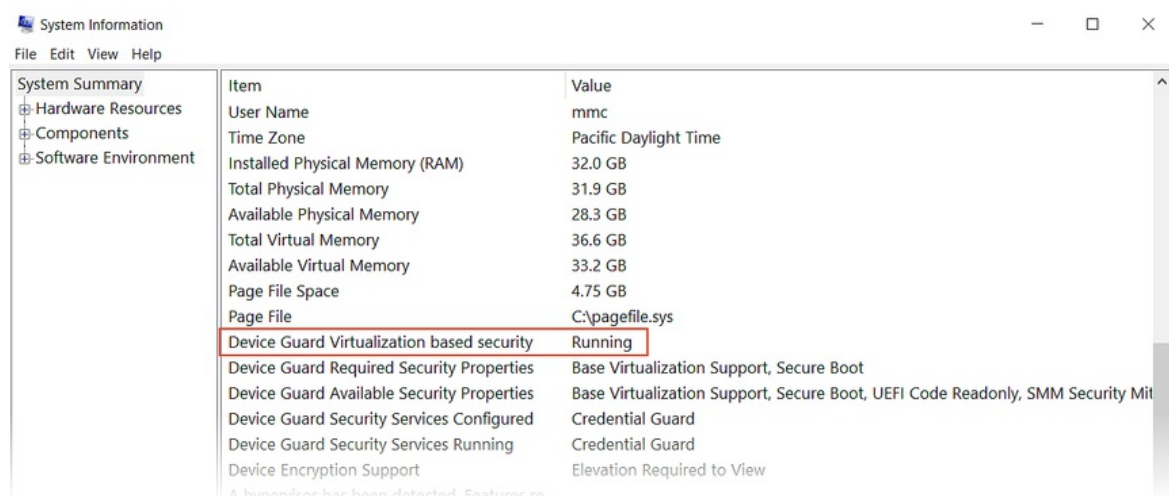 System Information
File Edit View Help
System Summary
Hardware Resources
Components
Software Environment
Item Value
User Name mmc
Time Zone Pacific Daylight Time
Installed Physical Memory (RAM) 32.0 GB
Total Physical Memory 31.9 GB
Available Physical Memory 28.3 GB
Total Virtual Memory 36.6 GB
Available Virtual Memory 33.2 GB
Page File Space 4.75 GB
Page File C:\pagefile.sys
Device Guard Virtualization based security Running
Device Guard Required Security Properties Base Virtualization Support, Secure Boot
Device Guard Available Security Properties Base Virtualization Support, Secure Boot, UEFI Code Readonly, SMM Security Mit
Device Guard Security Services Configured Credential Guard
Device Guard Security Services Running Credential Guard
Device Encryption Support Elevation Required to View
A hypervisor has been detected. Features re